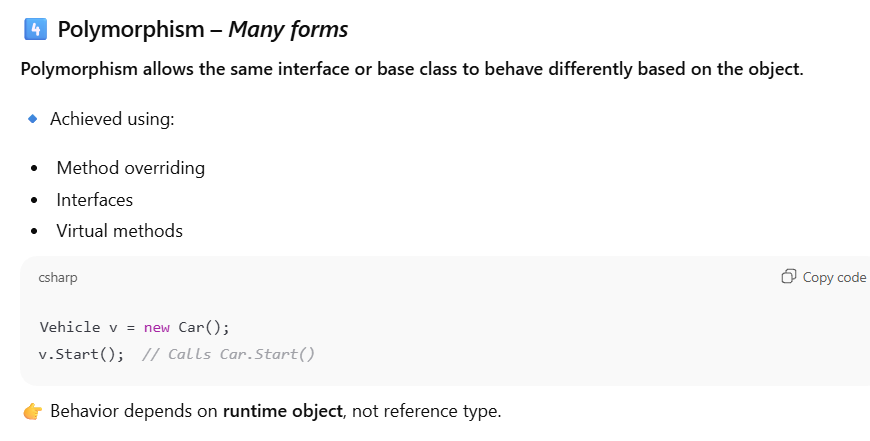 4 Polymorphism – Many forms
Polymorphism allows the same interface or base class to behave differently based on the object.
Achieved using:
• Method overriding
• Interfaces
• Virtual methods
csharp
Copy code
Vehicle v = new Car();
v.Start();  // Calls Car.Start()
👉 Behavior depends on runtime object, not reference type.